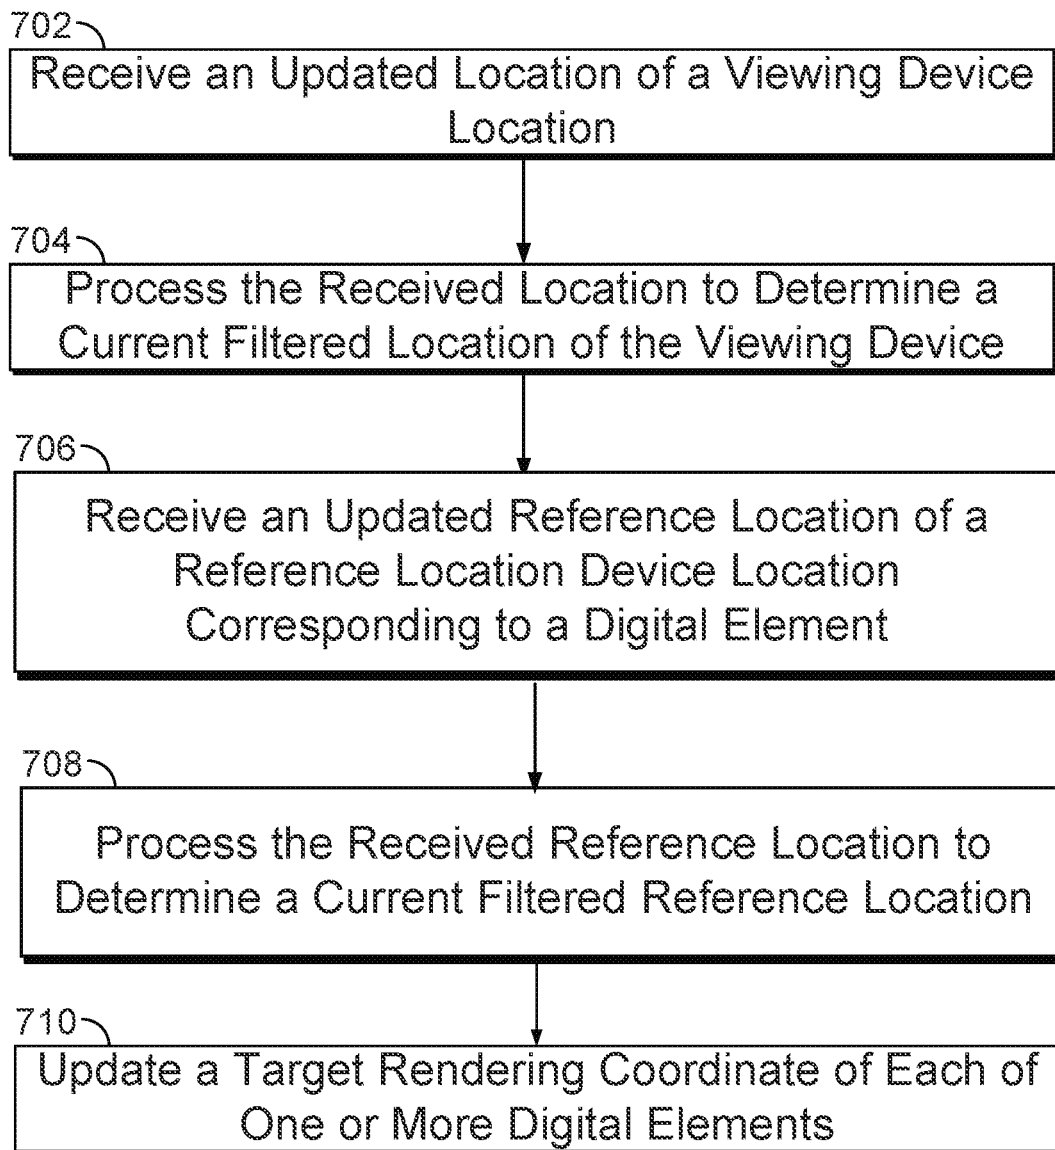 702
Receive an Updated Location of a Viewing Device
Location
704
Process the Received Location to Determine a
Current Filtered Location of the Viewing Device
706
Receive an Updated Reference Location of a
Reference Location Device Location
Corresponding to a Digital Element
708
Process the Received Reference Location to
Determine a Current Filtered Reference Location
710
Update a Target Rendering Coordinate of Each of
One or More Digital Elements